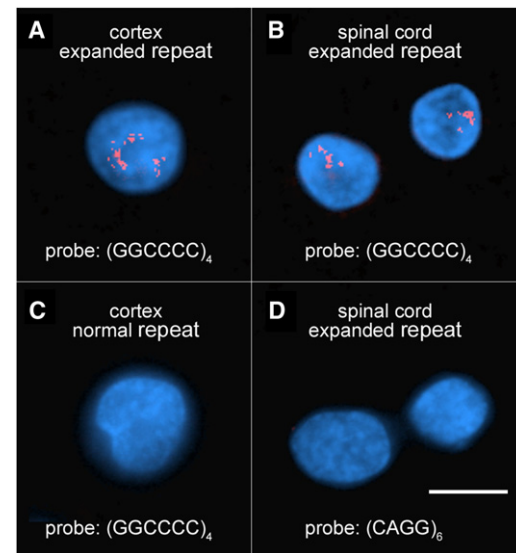 A
cortex
expanded repeat
probe: (GGCCCC)₄
B
spinal cord
expanded repeat
probe: (GGCCCC)₄
C
cortex
normal repeat
probe: (GGCCCC)₄
D
spinal cord
expanded repeat
probe: (CAGG)₆